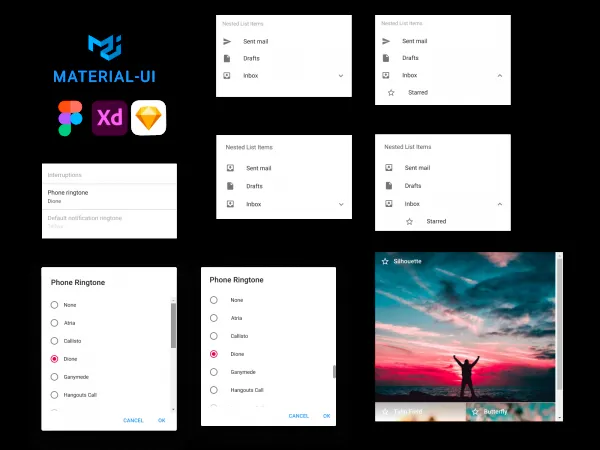 MATERIAL-UI
Xd
Nested List Items
Sent mail
Drafts
Inbox
Nested List Items
Sent mail
Drafts
Inbox
Starred
Nested List Items
Sent mail
Drafts
Inbox
Nested List Items
Sent mail
Drafts
Inbox
Starred
Interruptions
Phone ringtone
Dione
Default notification ringtone
Phone Ringtone
None
Atria
Callisto
Dione
Ganymede
Hangouts Call
CANCEL
OK
Phone Ringtone
None
Atria
Callisto
Dione
Ganymede
Hangouts Call
CANCEL
OK
Silhouette
Butterfly